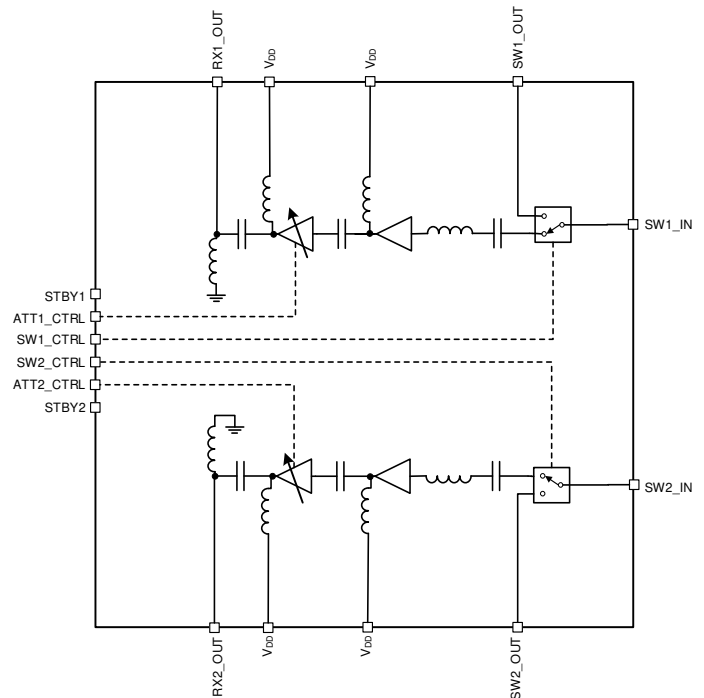 RX1_OUT
VDD
VDD
SW1_OUT
SW1_IN
STBY1
ATT1_CTRL
SW1_CTRL
SW2_CTRL
ATT2_CTRL
STBY2
SW2_IN
RX2_OUT
VDD
VDD
SW2_OUT